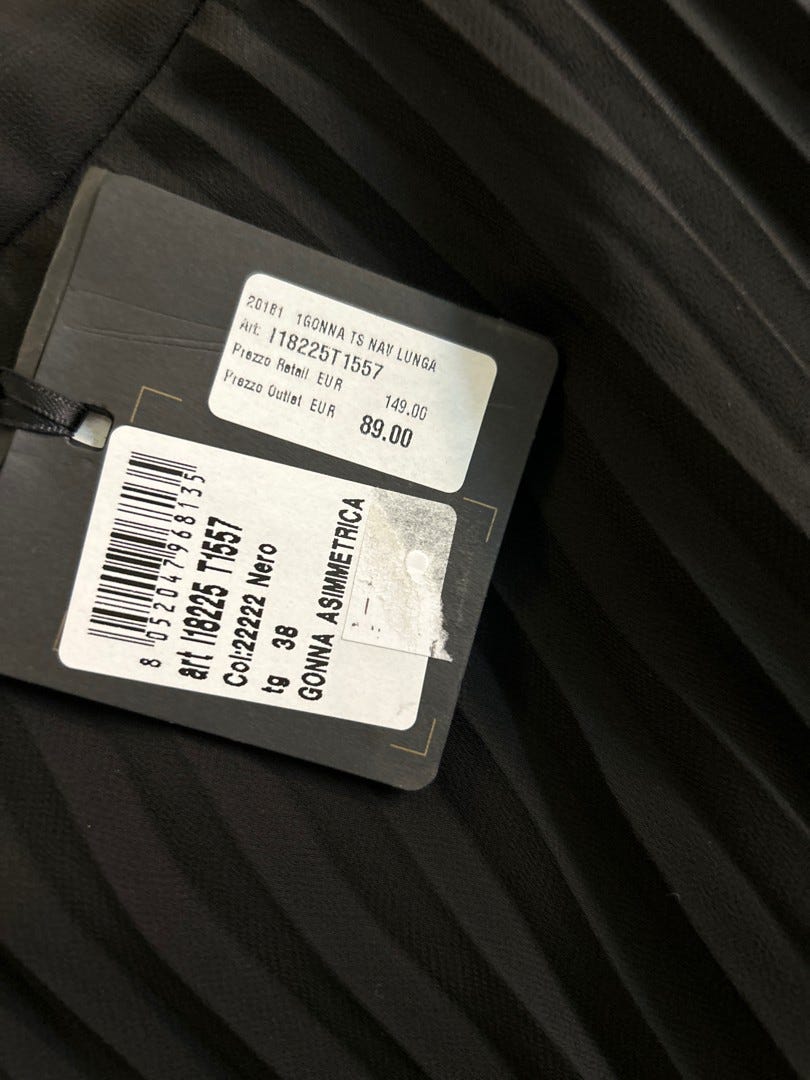 20181 1GONNA TS NAV LUNGA
Art: I18225T1557
Prezzo Retail EUR 149.00
Prezzo Outlet EUR 89.00
8 052047 968135
art I18225 T1557
Col:22222 Nero
tg 38
GONNA ASIMMETRICA